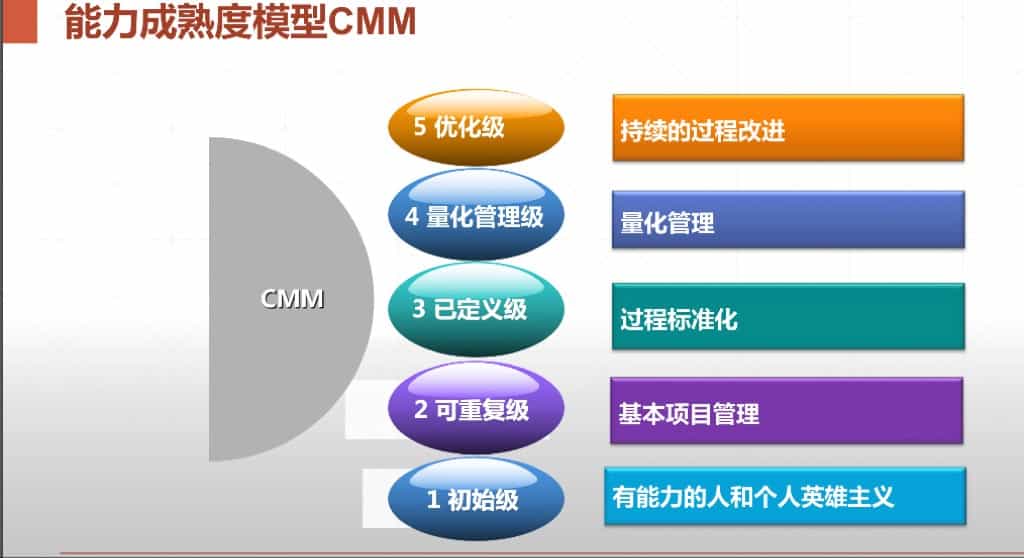 能力成熟度模型CMM
5 优化级
持续的过程改进
4 量化管理级
量化管理
CMM
3 已定义级
过程标准化
2 可重复级
基本项目管理
1 初始级
有能力的人和个人英雄主义